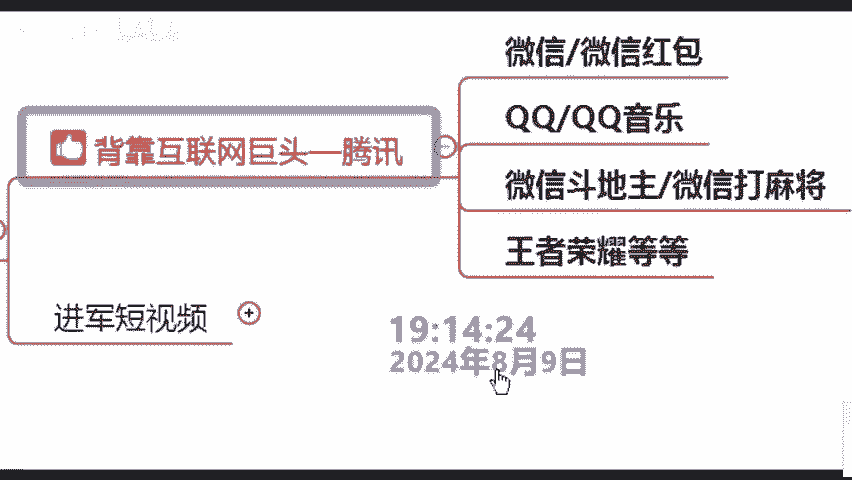 微信/微信红包
QQ/QQ音乐
背靠互联网巨头—腾讯
微信斗地主/微信打麻将
王者荣耀等等
进军短视频
19:14:24
2024年8月9日